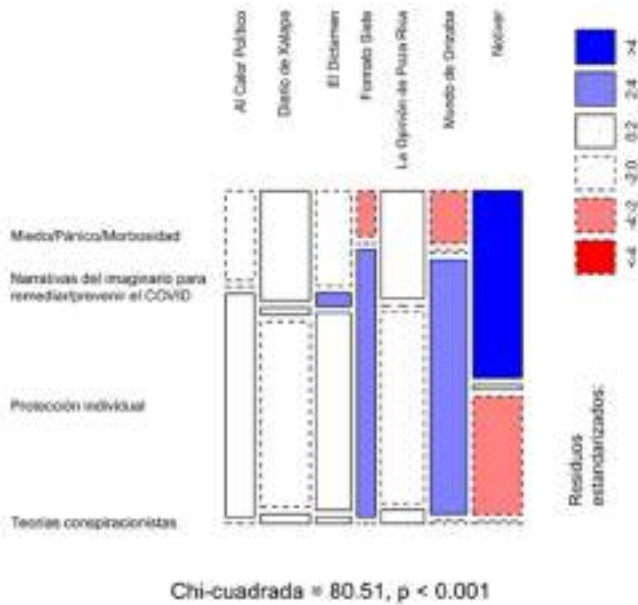 Al Calor Político
Diario de Xalapa
El Dictamen
Formato Siete
La Opinión de Poza Rica
Mundo de Orizaba
Notiver
Miedo/Pánico/Morbosidad
Narrativas del imaginario para
remediar/prevenir el COVID
Protección individual
Teorías conspiracionistas
>4
2:4
0:2
-2:0
-4:-2
<-4
Residuos
estandarizados:
Chi-cuadrada = 80.51, p < 0.001